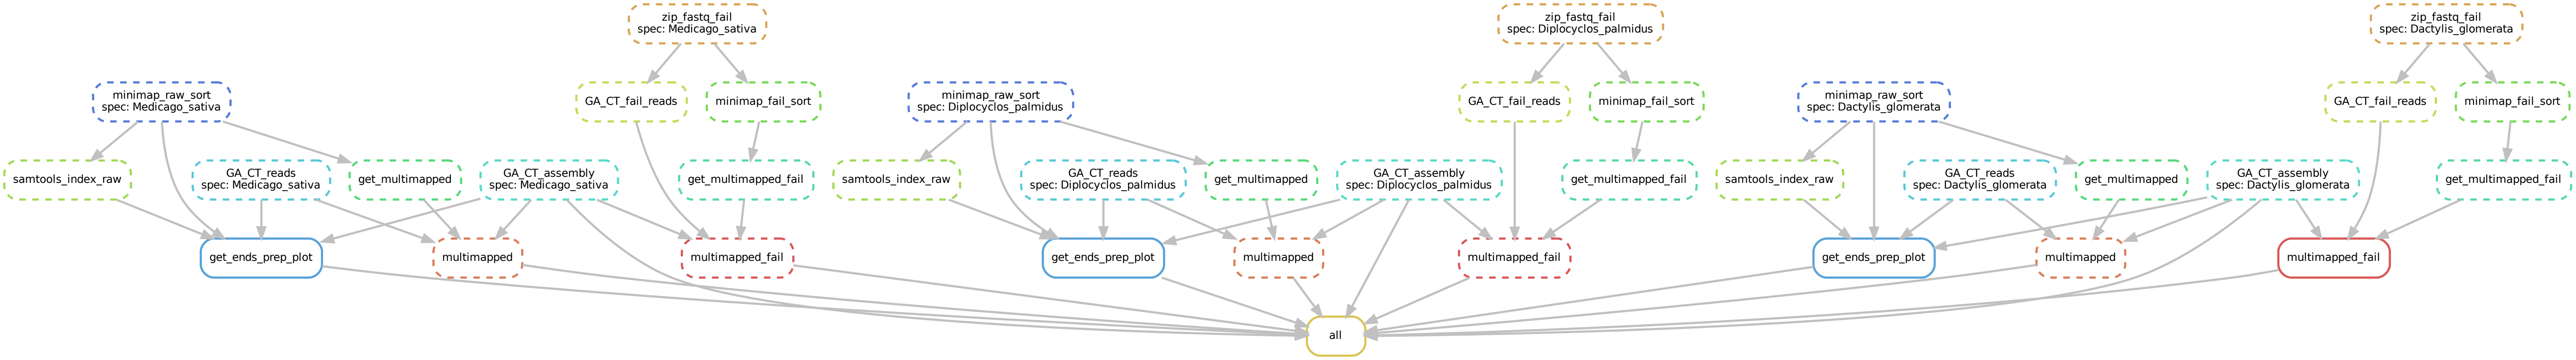 zip_fastq_fail
spec: Medicago_sativa
zip_fastq_fail
spec: Diplocyclos_palmidus
zip_fastq_fail
spec: Dactylis_glomerata
minimap_raw_sort
spec: Medicago_sativa
GA_CT_fail_reads
minimap_fail_sort
minimap_raw_sort
spec: Diplocyclos_palmidus
GA_CT_fail_reads
minimap_fail_sort
minimap_raw_sort
spec: Dactylis_glomerata
GA_CT_fail_reads
minimap_fail_sort
samtools_index_raw
GA_CT_reads
spec: Medicago_sativa
get_multimapped
GA_CT_assembly
spec: Medicago_sativa
get_multimapped_fail
samtools_index_raw
GA_CT_reads
spec: Diplocyclos_palmidus
get_multimapped
GA_CT_assembly
spec: Diplocyclos_palmidus
get_multimapped_fail
samtools_index_raw
GA_CT_reads
spec: Dactylis_glomerata
get_multimapped
GA_CT_assembly
spec: Dactylis_glomerata
get_multimapped_fail
get_ends_prep_plot
multimapped
multimapped_fail
get_ends_prep_plot
multimapped
multimapped_fail
get_ends_prep_plot
multimapped
multimapped_fail
all